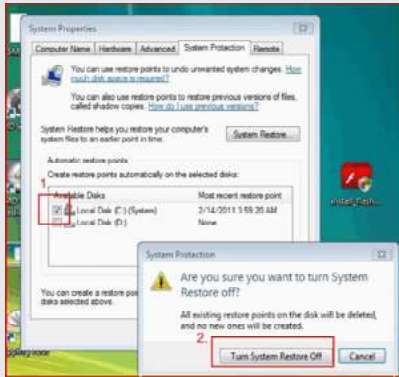 System Properties
Computer Name Hardware Advanced System Protection Remote
You can use restore points to undo unwanted system changes. How
much disk space is required?
You can also use restore points to restore previous versions of files,
called shadow copies. How do I use previous versions?
System Restore helps you restore your computer's
system files to an earlier point in time.
System Restore...
Automatic restore points
Create restore points automatically on the selected disks:
1
Available Disks Most recent restore point
Local Disk (C:) (System) 2/14/2011 3:59:20 AM
Local Disk (D:) None
You can create a restore poi
disks selected above.
System Protection
Are you sure you want to turn System
Restore off?
All existing restore points on the disk will be deleted,
and no new ones will be created.
2.
Turn System Restore Off Cancel